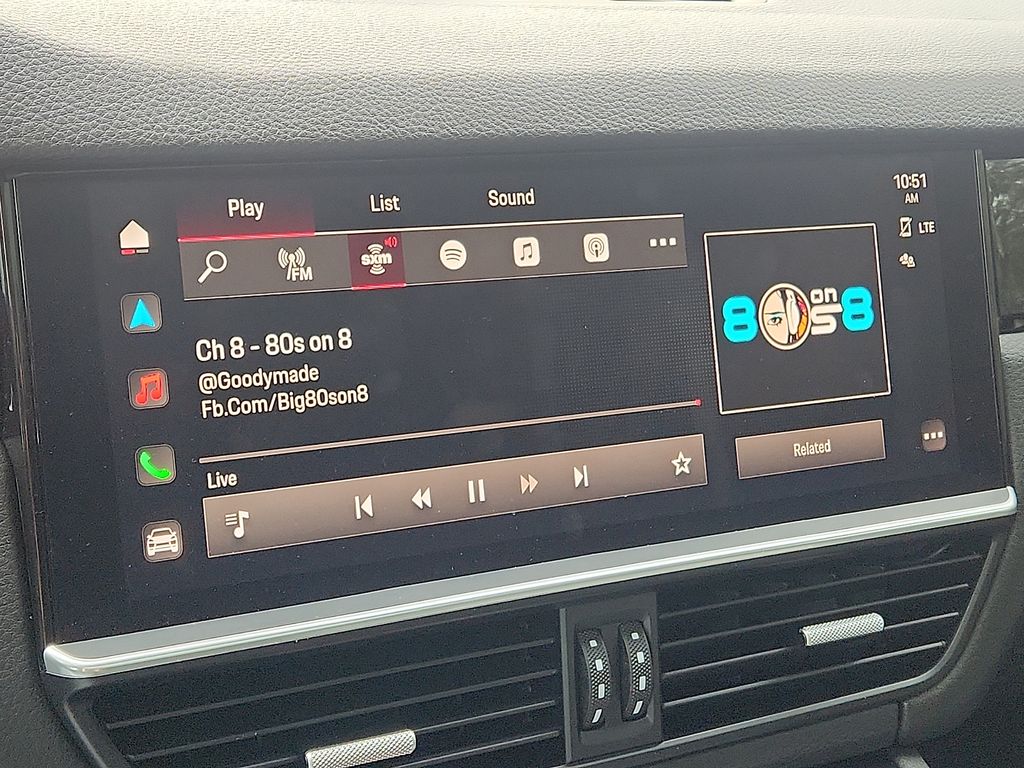 Play
List
Sound
10:51
AM
LTE
FM
sxm
Ch 8 - 80s on 8
@Goodymade
Fb.Com/Big80son8
80s on 8
Live
Related